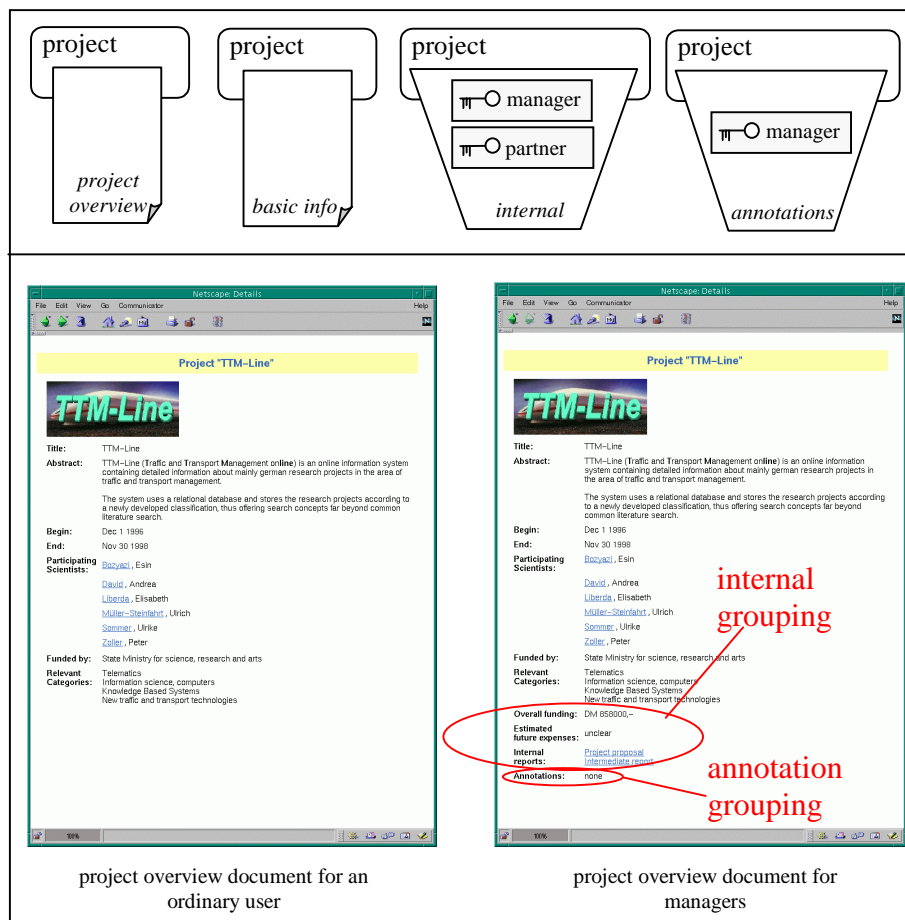 project
project
overview
project
basic info
project
manager
partner
internal
project
manager
annotations
Netscape: Details
File Edit View Go Communicator Help
Project "TTM-Line"
TTM-Line
Title: TTM-Line
Abstract: TTM-Line (Traffic and Transport Management online) is an online information system
containing detailed information about mainly german research projects in the area of
traffic and transport management.
The system uses a relational database and stores the research projects according to
a newly developed classification, thus offering search concepts far beyond common
literature search.
Begin: Dec 1 1996
End: Nov 30 1998
Participating
Scientists:
Bozyazi , Esin
David , Andrea
Liberda , Elisabeth
Müller-Steinfahrt , Ulrich
Sommer , Ulrike
Zoller , Peter
Funded by: State Ministry for science, research and arts
Relevant
Categories:
Telematics
Information science, computers
Knowledge Based Systems
New traffic and transport technologies
100%
project overview document for an
ordinary user
Netscape: Details
File Edit View Go Communicator Help
Project "TTM-Line"
TTM-Line
Title: TTM-Line
Abstract: TTM-Line (Traffic and Transport Management online) is an online information
system containing detailed information about mainly german research projects in
the area of traffic and transport management.
The system uses a relational database and stores the research projects according
to a newly developed classification, thus offering search concepts far beyond
common literature search.
Begin: Dec 1 1996
End: Nov 30 1998
Participating
Scientists:
Bozyazi , Esin
David , Andrea
Liberda , Elisabeth
Müller-Steinfahrt , Ulrich
Sommer , Ulrike
Zoller , Peter
Funded by: State Ministry for science, research and arts
Relevant
Categories:
Telematics
Information science, computers
Knowledge Based Systems
New traffic and transport technologies
Overall funding: DM 858000,-
Estimated
future expenses: unclear
Internal
reports:
Project proposal
Intermediate report
Annotations: none
internal
grouping
annotation
grouping
100%
project overview document for
managers